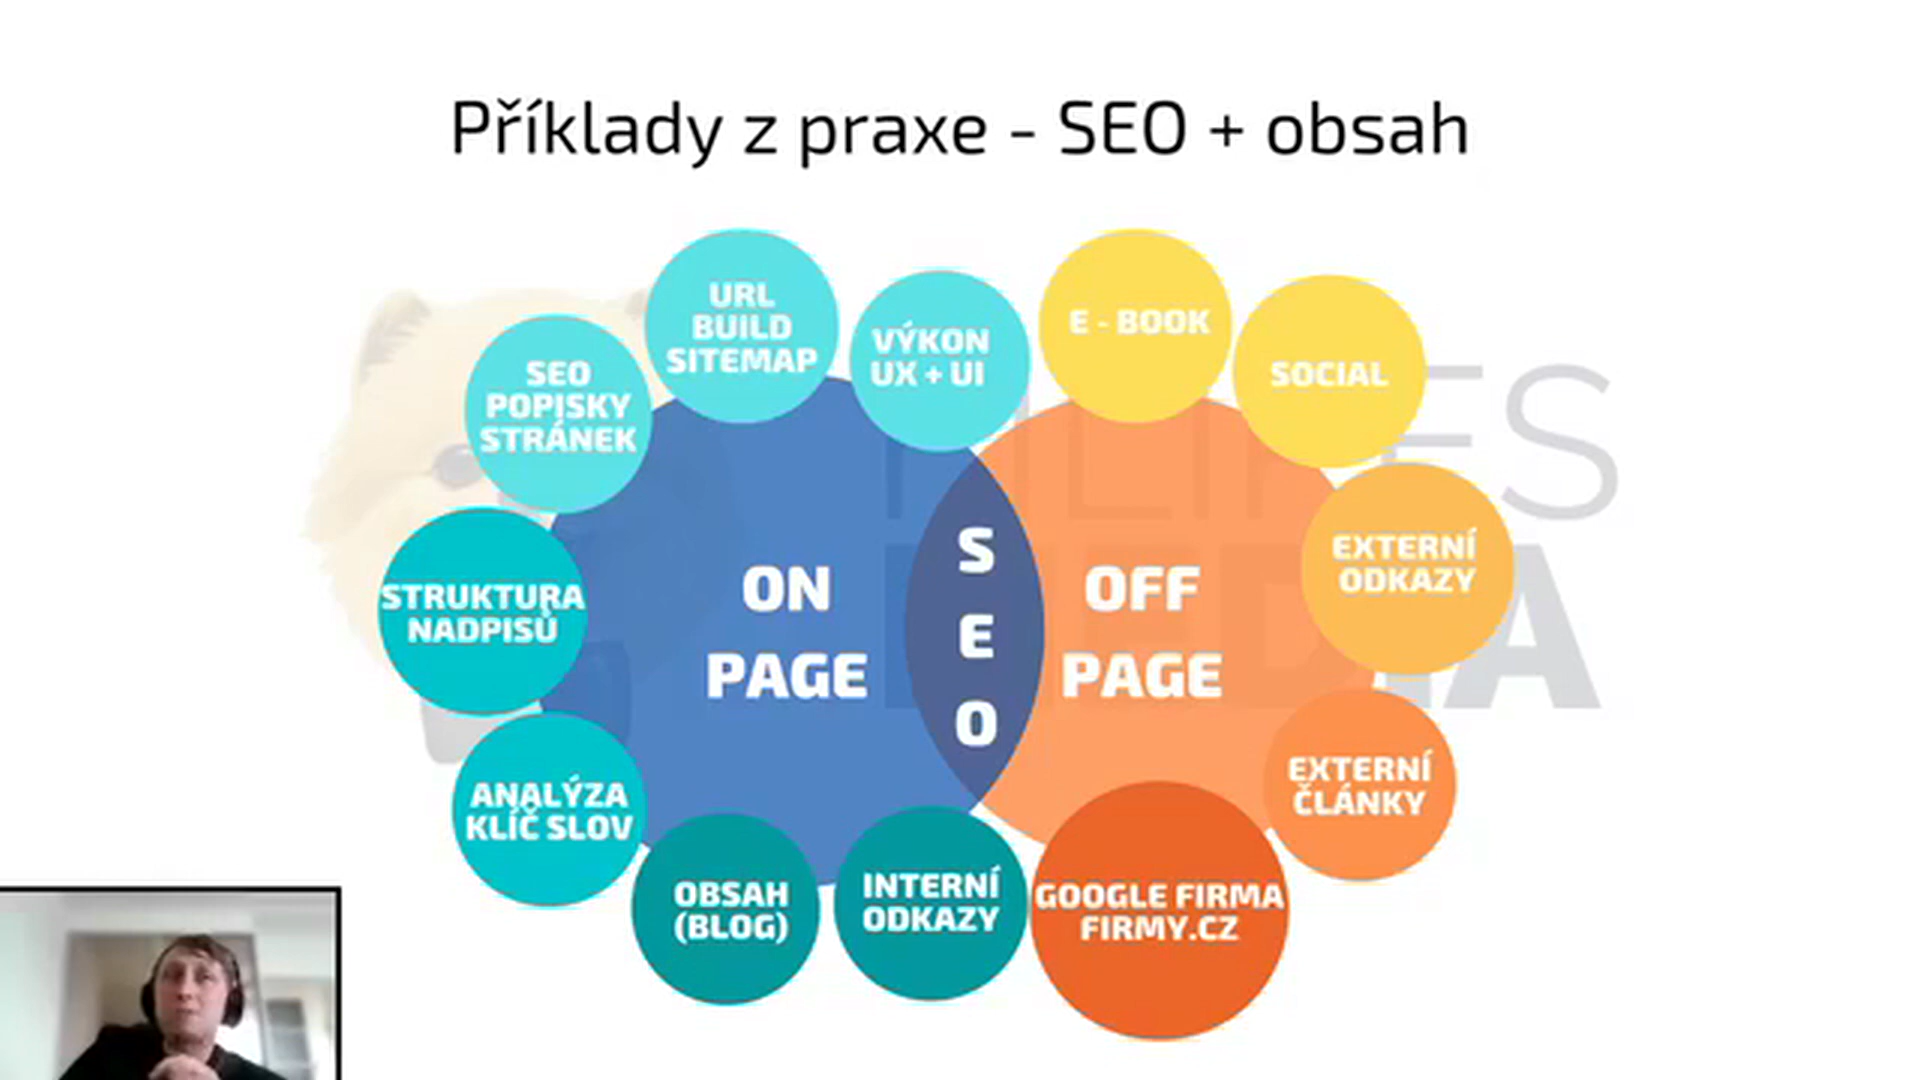 Příklady z praxe - SEO + obsah
URL
BUILD
SITEMAP
VÝKON
UX + UI
E - BOOK
SOCIAL
SEO
POPISKY
STRÁNEK
EXTERNÍ
ODKAZY
STRUKTURA
NADPISŮ
ON
PAGE
S
E
O
OFF
PAGE
ANALÝZA
KLÍČ SLOV
EXTERNÍ
ČLÁNKY
OBSAH
(BLOG)
INTERNÍ
ODKAZY
GOOGLE FIRMA
FIRMY.CZ